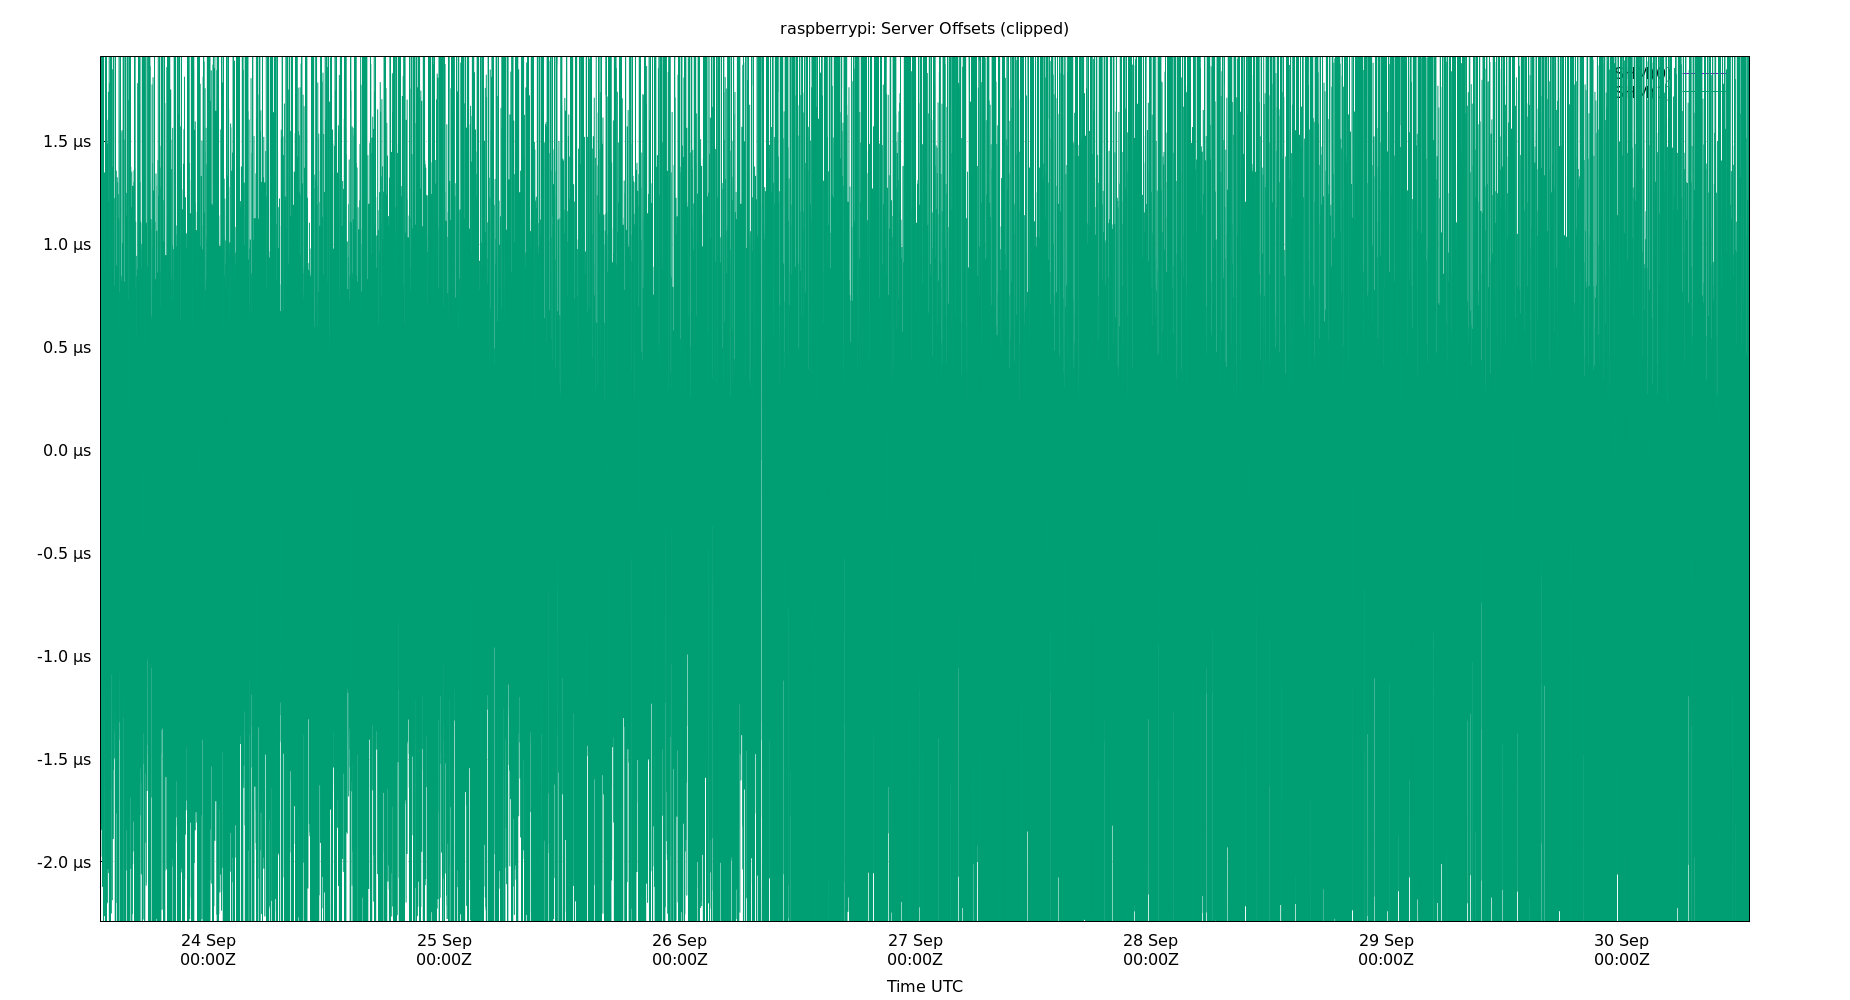 raspberrypi: Server Offsets (clipped)
1.5 µs
1.0 µs
0.5 µs
0.0 µs
-0.5 µs
-1.0 µs
-1.5 µs
-2.0 µs
24 Sep 25 Sep 26 Sep 27 Sep 28 Sep 29 Sep 30 Sep
00:00Z 00:00Z 00:00Z 00:00Z 00:00Z 00:00Z 00:00Z
Time UTC